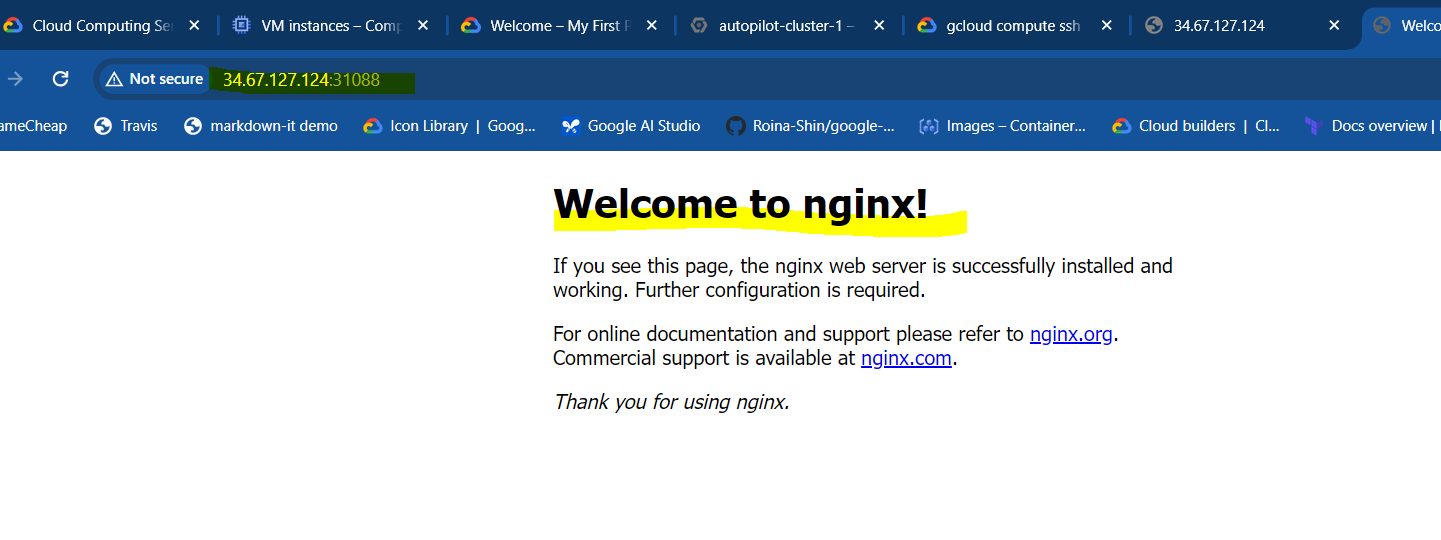 Cloud Computing Ser
VM instances – Comp
Welcome – My First P
autopilot-cluster-1 –
gcloud compute ssh
34.67.127.124
Welco
Not secure
34.67.127.124:31088
ameCheap
Travis
markdown-it demo
Icon Library | Goog...
Google AI Studio
Roina-Shin/google-...
Images – Container...
Cloud builders | Cl...
Docs overview |
Welcome to nginx!
If you see this page, the nginx web server is successfully installed and
working. Further configuration is required.
For online documentation and support please refer to nginx.org.
Commercial support is available at nginx.com.
Thank you for using nginx.